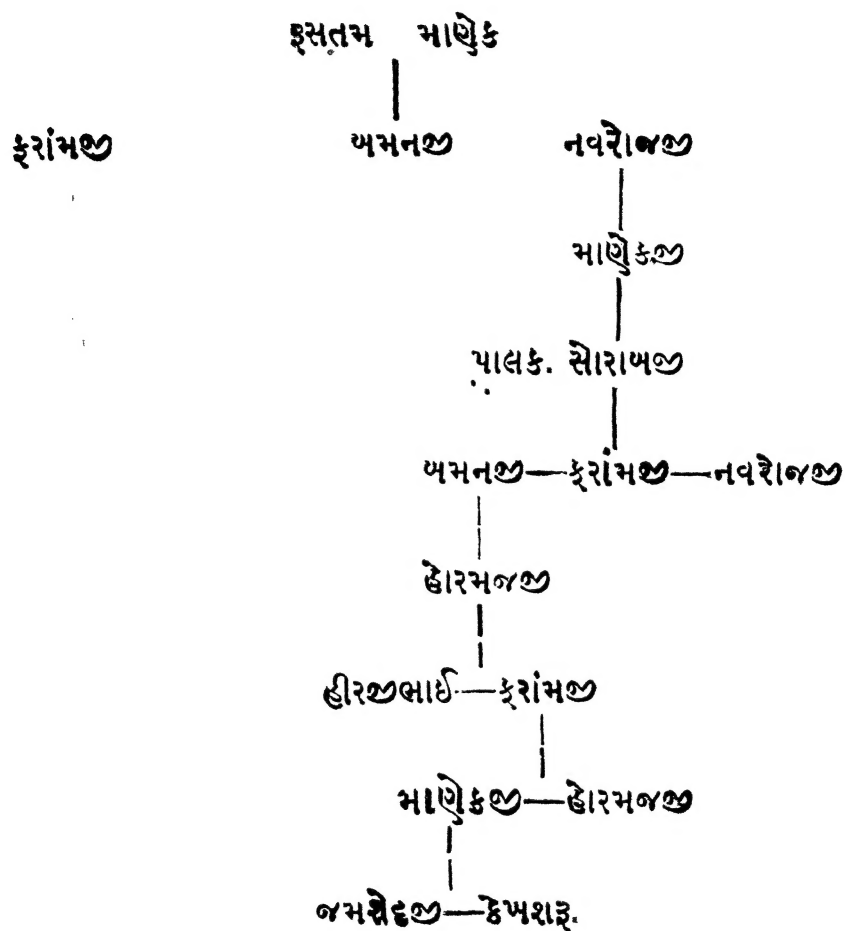 રૂસતમ માણેક
ફરાંમજી બમનજી નવરોજજી
માણેકજી
પાલક. સોરાબજી
બમનજી—ફરાંમજી—નવરોજજી
હોરમજજી
હીરજીભાઈ—ફરાંમજી
માણેકજી—હોરમજજી
જમશેદજી—કેખશરૂ.